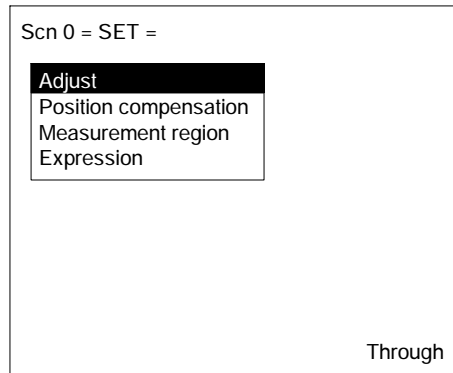 Scn 0 = SET =
Adjust
Position compensation
Measurement region
Expression
Through